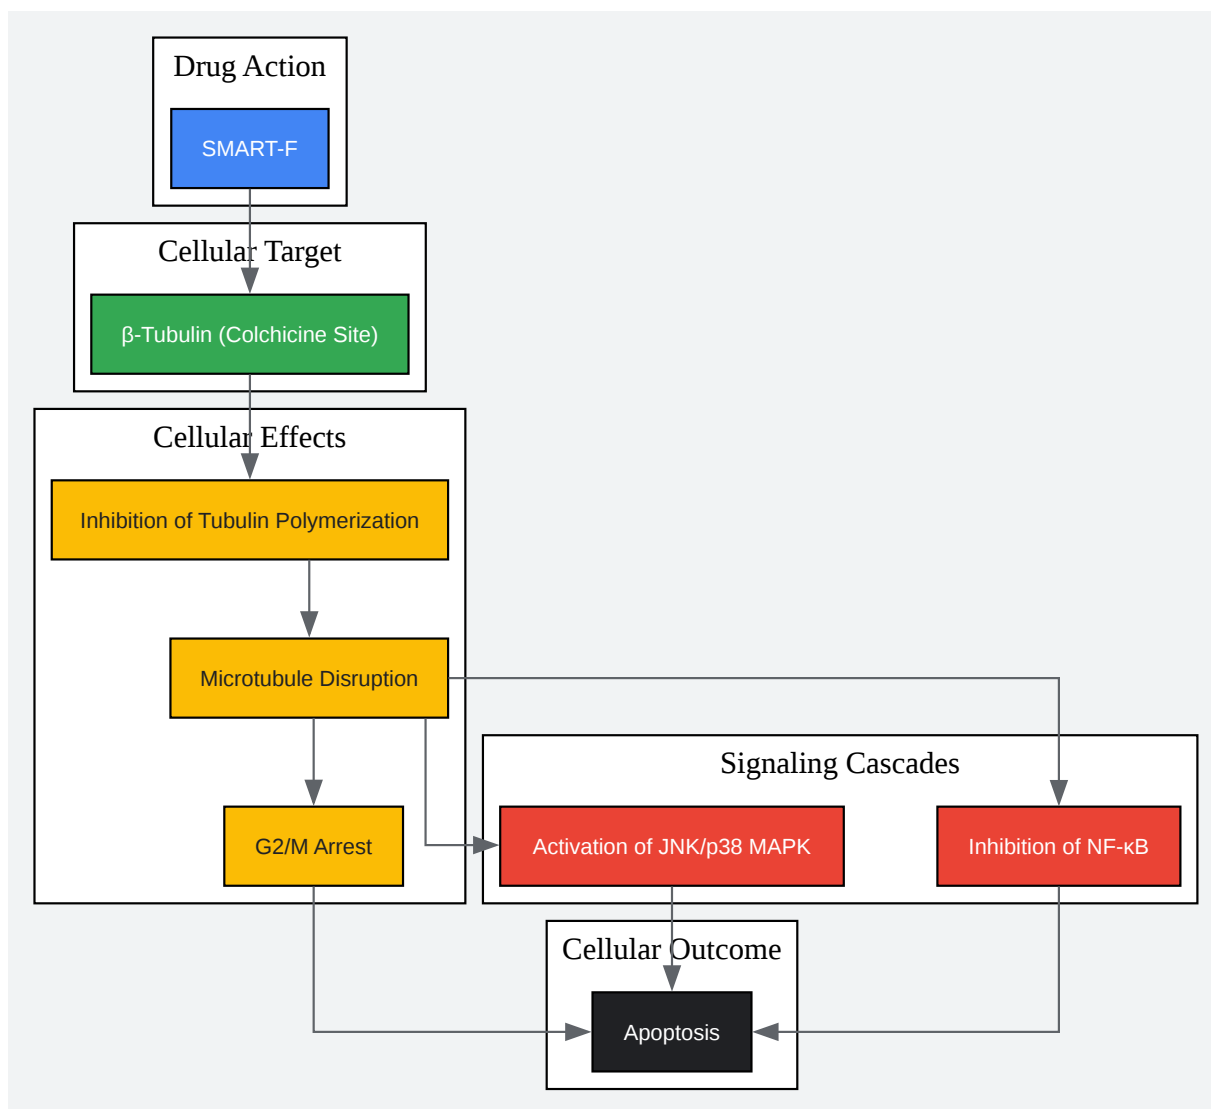 Drug Action
SMART-F
Cellular Target
β-Tubulin (Colchicine Site)
Cellular Effects
Inhibition of Tubulin Polymerization
Microtubule Disruption
G2/M Arrest
Signaling Cascades
Activation of JNK/p38 MAPK
Inhibition of NF-κB
Cellular Outcome
Apoptosis